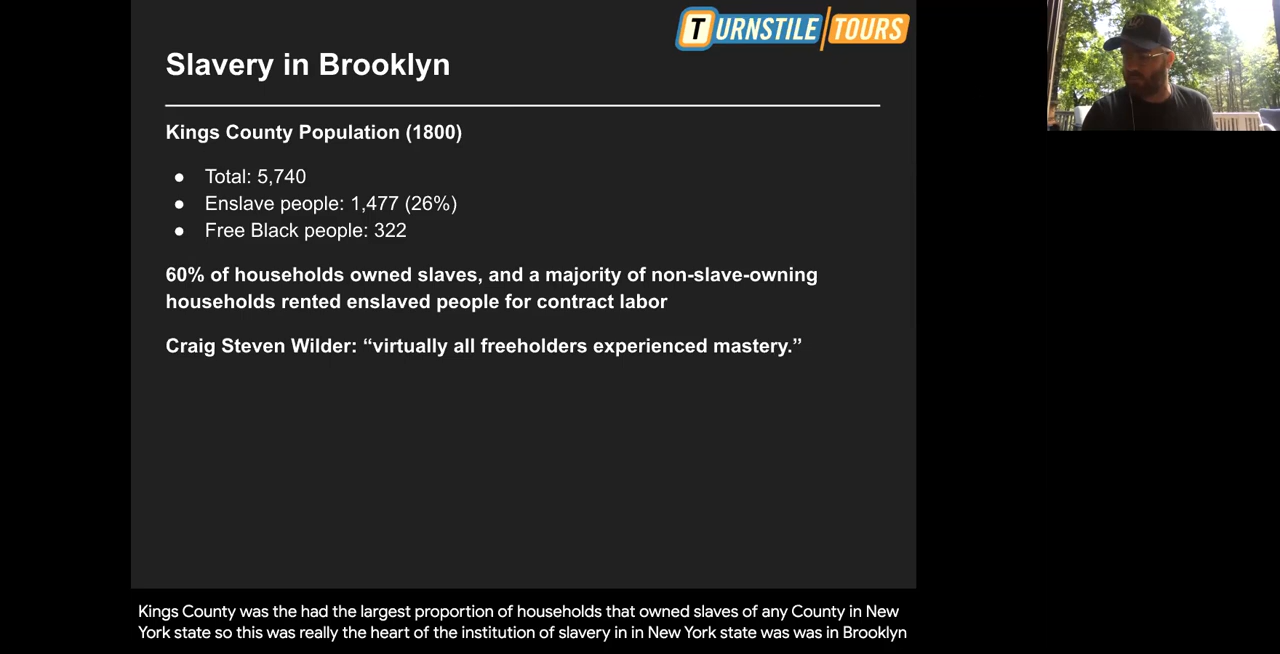 TURNSTILE TOURS
Slavery in Brooklyn
Kings County Population (1800)
● Total: 5,740
● Enslave people: 1,477 (26%)
● Free Black people: 322
60% of households owned slaves, and a majority of non-slave-owning
households rented enslaved people for contract labor
Craig Steven Wilder: “virtually all freeholders experienced mastery.”
Kings County was the had the largest proportion of households that owned slaves of any County in New
York state so this was really the heart of the institution of slavery in in New York state was was in Brooklyn